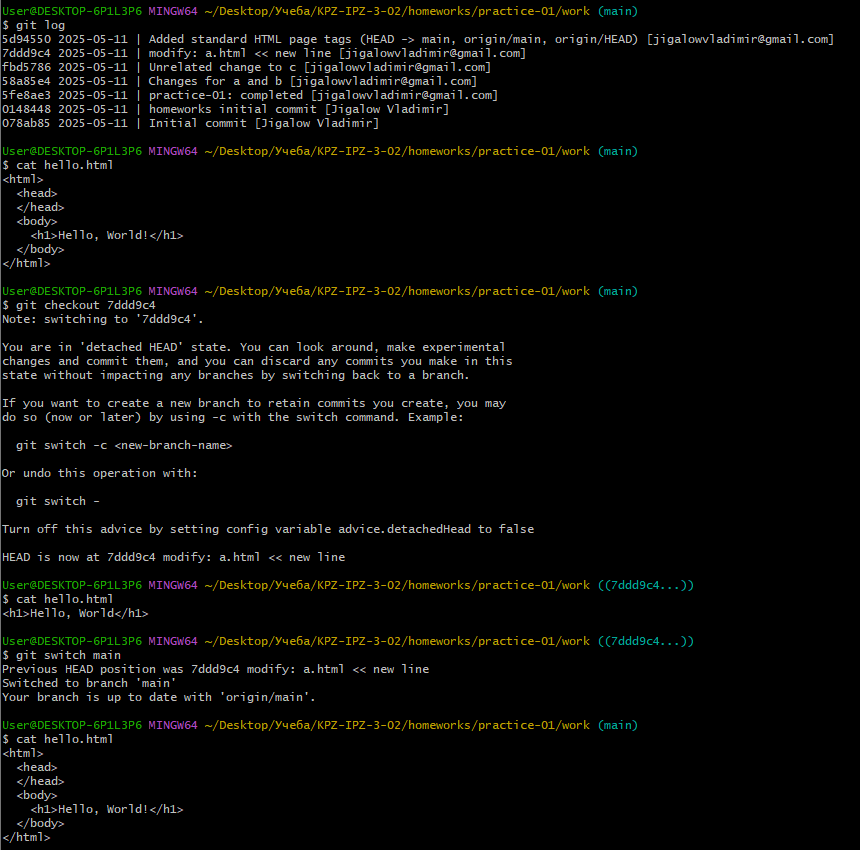 User@DESKTOP-6P1L3P6 MINGW64 ~/Desktop/Учеба/KPZ-IPZ-3-02/homeworks/practice-01/work (main)
$ git log
5d94550 2025-05-11 | Added standard HTML page tags (HEAD -> main, origin/main, origin/HEAD) [jigalowvladimir@gmail.com]
7ddd9c4 2025-05-11 | modify: a.html << new line [jigalowvladimir@gmail.com]
fbd5786 2025-05-11 | Unrelated change to c [jigalowvladimir@gmail.com]
58a85e4 2025-05-11 | Changes for a and b [jigalowvladimir@gmail.com]
5fe8ae3 2025-05-11 | practice-01: completed [jigalowvladimir@gmail.com]
0148448 2025-05-11 | homeworks initial commit [Jigalow Vladimir]
078ab85 2025-05-11 | Initial commit [Jigalow Vladimir]

User@DESKTOP-6P1L3P6 MINGW64 ~/Desktop/Учеба/KPZ-IPZ-3-02/homeworks/practice-01/work (main)
$ cat hello.html
<html>
  <head>
  </head>
  <body>
    <h1>Hello, World!</h1>
  </body>
</html>

User@DESKTOP-6P1L3P6 MINGW64 ~/Desktop/Учеба/KPZ-IPZ-3-02/homeworks/practice-01/work (main)
$ git checkout 7ddd9c4
Note: switching to '7ddd9c4'.

You are in 'detached HEAD' state. You can look around, make experimental
changes and commit them, and you can discard any commits you make in this
state without impacting any branches by switching back to a branch.

If you want to create a new branch to retain commits you create, you may
do so (now or later) by using -c with the switch command. Example:

  git switch -c <new-branch-name>

Or undo this operation with:

  git switch -

Turn off this advice by setting config variable advice.detachedHead to false

HEAD is now at 7ddd9c4 modify: a.html << new line

User@DESKTOP-6P1L3P6 MINGW64 ~/Desktop/Учеба/KPZ-IPZ-3-02/homeworks/practice-01/work ((7ddd9c4...))
$ cat hello.html
<h1>Hello, World</h1>

User@DESKTOP-6P1L3P6 MINGW64 ~/Desktop/Учеба/KPZ-IPZ-3-02/homeworks/practice-01/work ((7ddd9c4...))
$ git switch main
Previous HEAD position was 7ddd9c4 modify: a.html << new line
Switched to branch 'main'
Your branch is up to date with 'origin/main'.

User@DESKTOP-6P1L3P6 MINGW64 ~/Desktop/Учеба/KPZ-IPZ-3-02/homeworks/practice-01/work (main)
$ cat hello.html
<html>
  <head>
  </head>
  <body>
    <h1>Hello, World!</h1>
  </body>
</html>